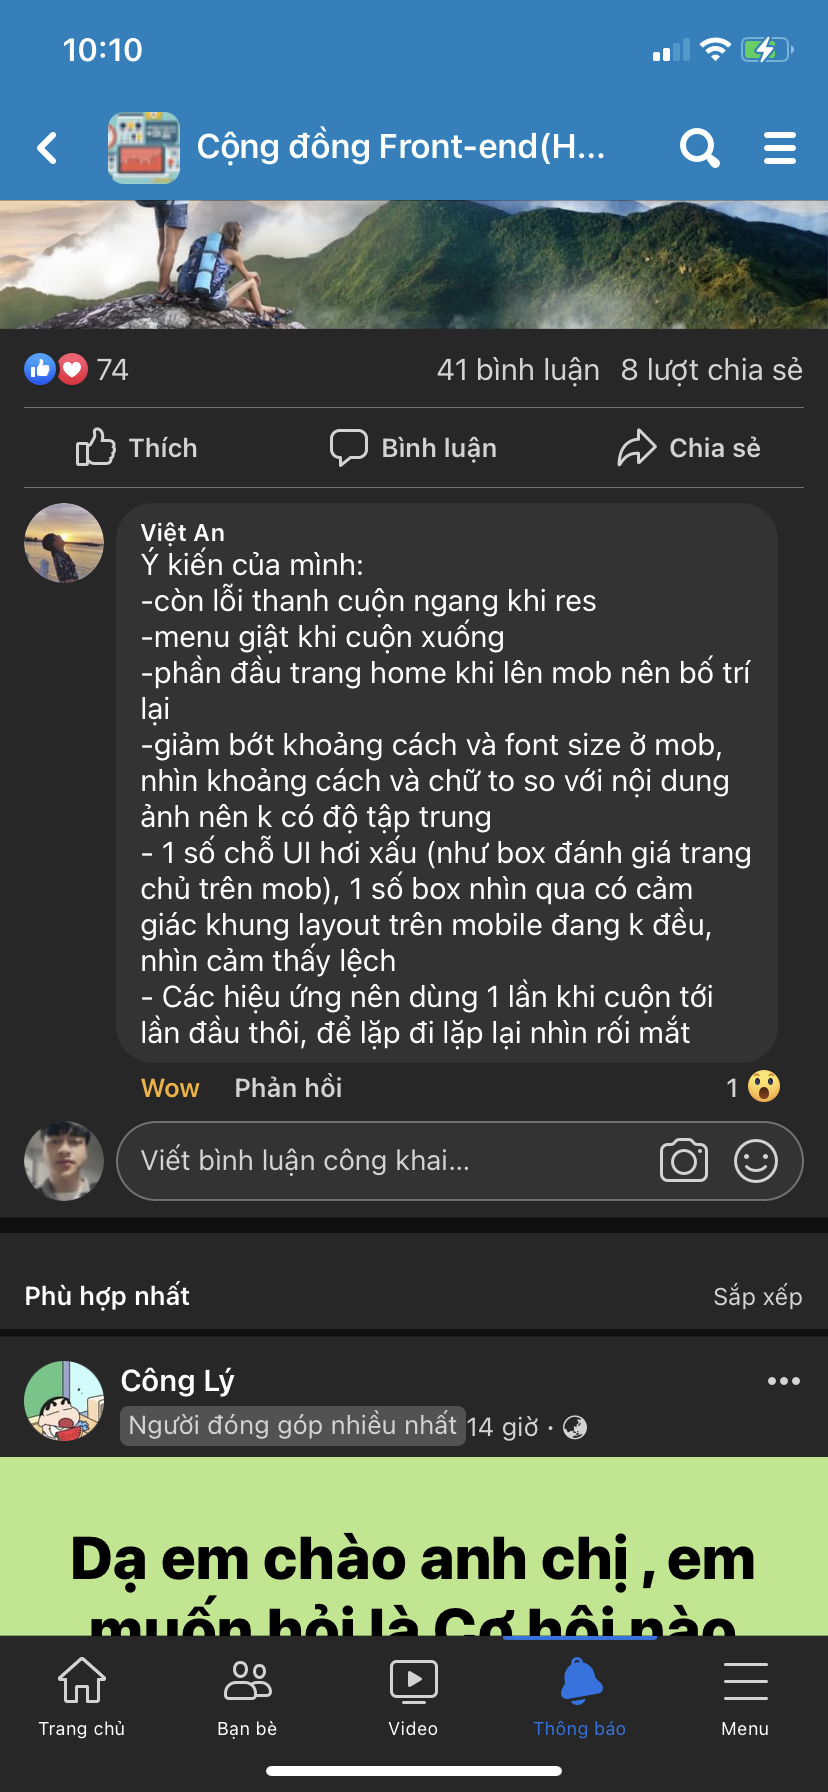 10:10
Cộng đồng Front-end(H...
74
41 bình luận 8 lượt chia sẻ
Thích Bình luận Chia sẻ
Việt An
Ý kiến của mình:
-còn lỗi thanh cuộn ngang khi res
-menu giật khi cuộn xuống
-phần đầu trang home khi lên mob nên bố trí
lại
-giảm bớt khoảng cách và font size ở mob,
nhìn khoảng cách và chữ to so với nội dung
ảnh nên k có độ tập trung
- 1 số chỗ UI hơi xấu (như box đánh giá trang
chủ trên mob), 1 số box nhìn qua có cảm
giác khung layout trên mobile đang k đều,
nhìn cảm thấy lệch
- Các hiệu ứng nên dùng 1 lần khi cuộn tới
lần đầu thôi, để lặp đi lặp lại nhìn rối mắt
Wow Phản hồi 1
Viết bình luận công khai...
Phù hợp nhất Sắp xếp
Công Lý
Người đóng góp nhiều nhất 14 giờ ·
Dạ em chào anh chị , em
muốn hỏi là Cơ hội nào
Trang chủ Bạn bè Video Thông báo Menu